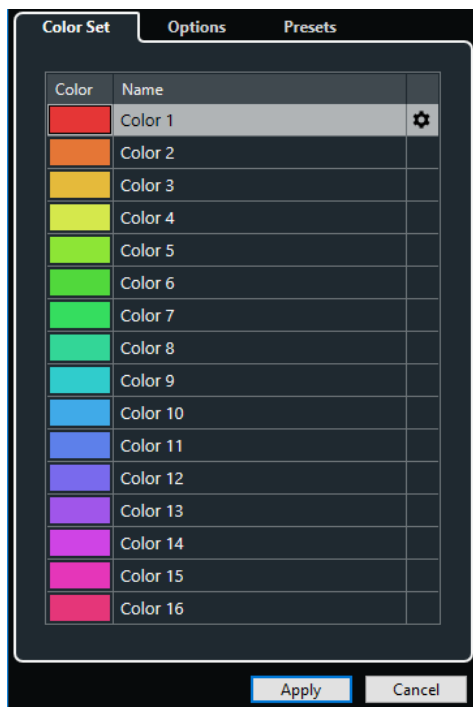 Color Set Options Presets
Color Name
Color 1
Color 2
Color 3
Color 4
Color 5
Color 6
Color 7
Color 8
Color 9
Color 10
Color 11
Color 12
Color 13
Color 14
Color 15
Color 16
Apply Cancel